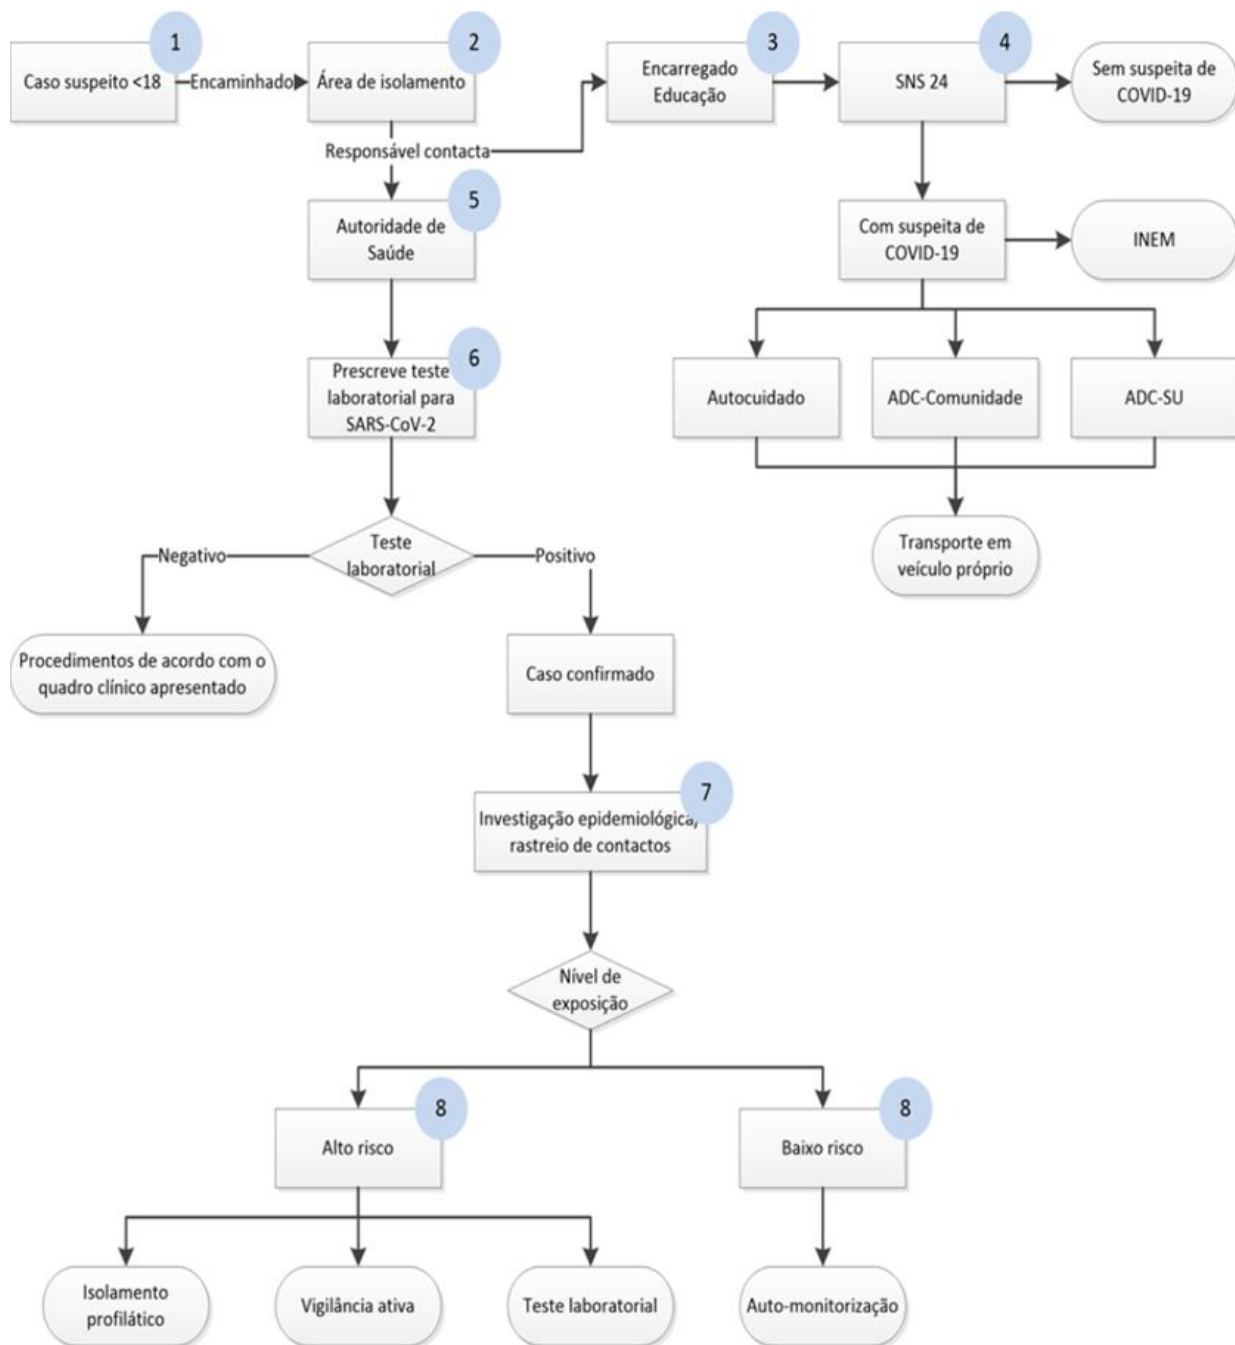 1
Caso suspeito <18
Encaminhado
2
Área de isolamento
3
Encarregado
Educação
4
SNS 24
Sem suspeita de
COVID-19
Responsável contacta
5
Autoridade de
Saúde
Com suspeita de
COVID-19
INEM
6
Prescreve teste
laboratorial para
SARS-CoV-2
Autocuidado
ADC-Comunidade
ADC-SU
Negativo
Teste
laboratorial
Positivo
Transporte em
veículo próprio
Procedimentos de acordo com o
quadro clínico apresentado
Caso confirmado
7
Investigação epidemiológica/
rastreio de contactos
Nível de
exposição
8
Alto risco
8
Baixo risco
Isolamento
profilático
Vigilância ativa
Teste laboratorial
Auto-monitorização